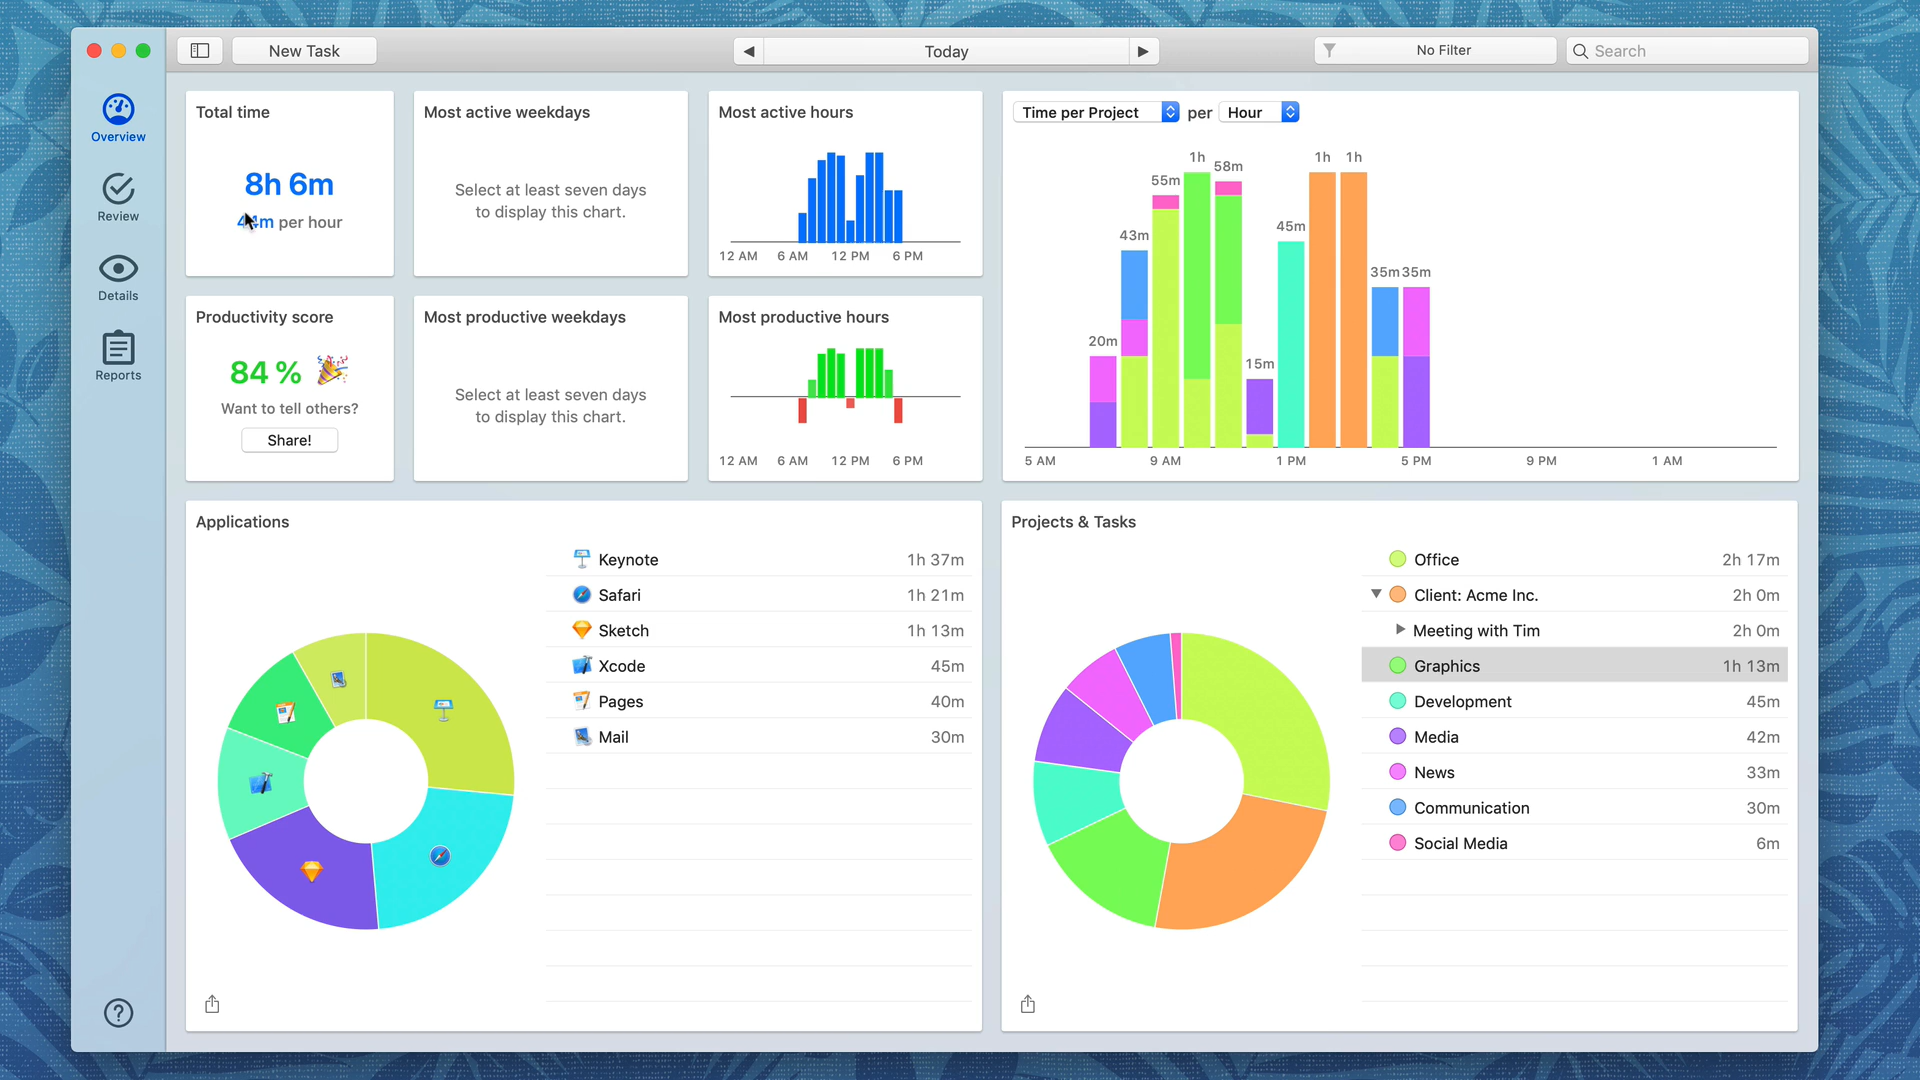 New Task
Today
No Filter
Search
Overview
Review
Details
Reports
Total time
8h 6m
per hour
Most active weekdays
Select at least seven days
to display this chart.
Most active hours
12 AM 6 AM 12 PM 6 PM
Time per Project per Hour
20m 43m 55m 1h 58m 15m 45m 1h 1h 35m 35m
5 AM 9 AM 1 PM 5 PM 9 PM 1 AM
Productivity score
84 %
Want to tell others?
Share!
Most productive weekdays
Select at least seven days
to display this chart.
Most productive hours
12 AM 6 AM 12 PM 6 PM
Applications
Keynote 1h 37m
Safari 1h 21m
Sketch 1h 13m
Xcode 45m
Pages 40m
Mail 30m
Projects & Tasks
Office 2h 17m
Client: Acme Inc. 2h 0m
Meeting with Tim 2h 0m
Graphics 1h 13m
Development 45m
Media 42m
News 33m
Communication 30m
Social Media 6m
?